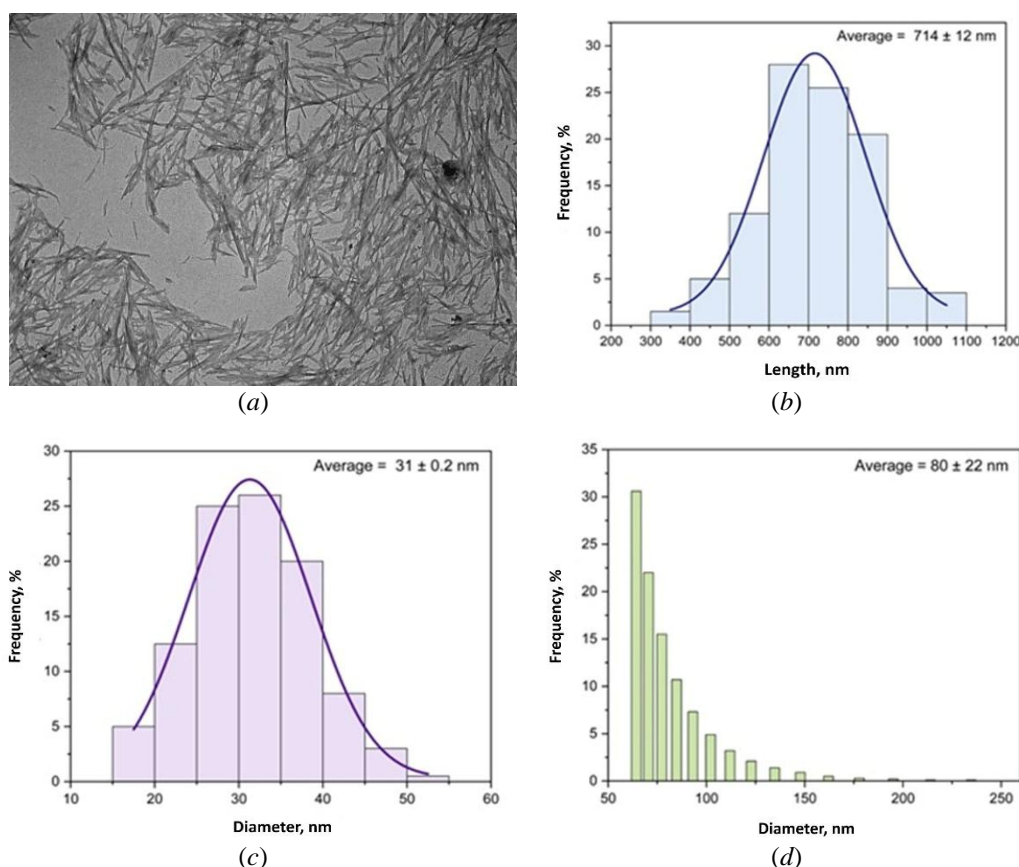 Average = 714 ± 12 nm
Frequency, %
30
25
20
15
10
5
0
200 300 400 500 600 700 800 900 1000 1100 1200
Length, nm
(a)
(b)
Average = 31 ± 0.2 nm
Frequency, %
30
25
20
15
10
5
0
10 20 30 40 50 60
Diameter, nm
(c)
Average = 80 ± 22 nm
Frequency, %
35
30
25
20
15
10
5
0
50 100 150 200 250
Diameter, nm
(d)